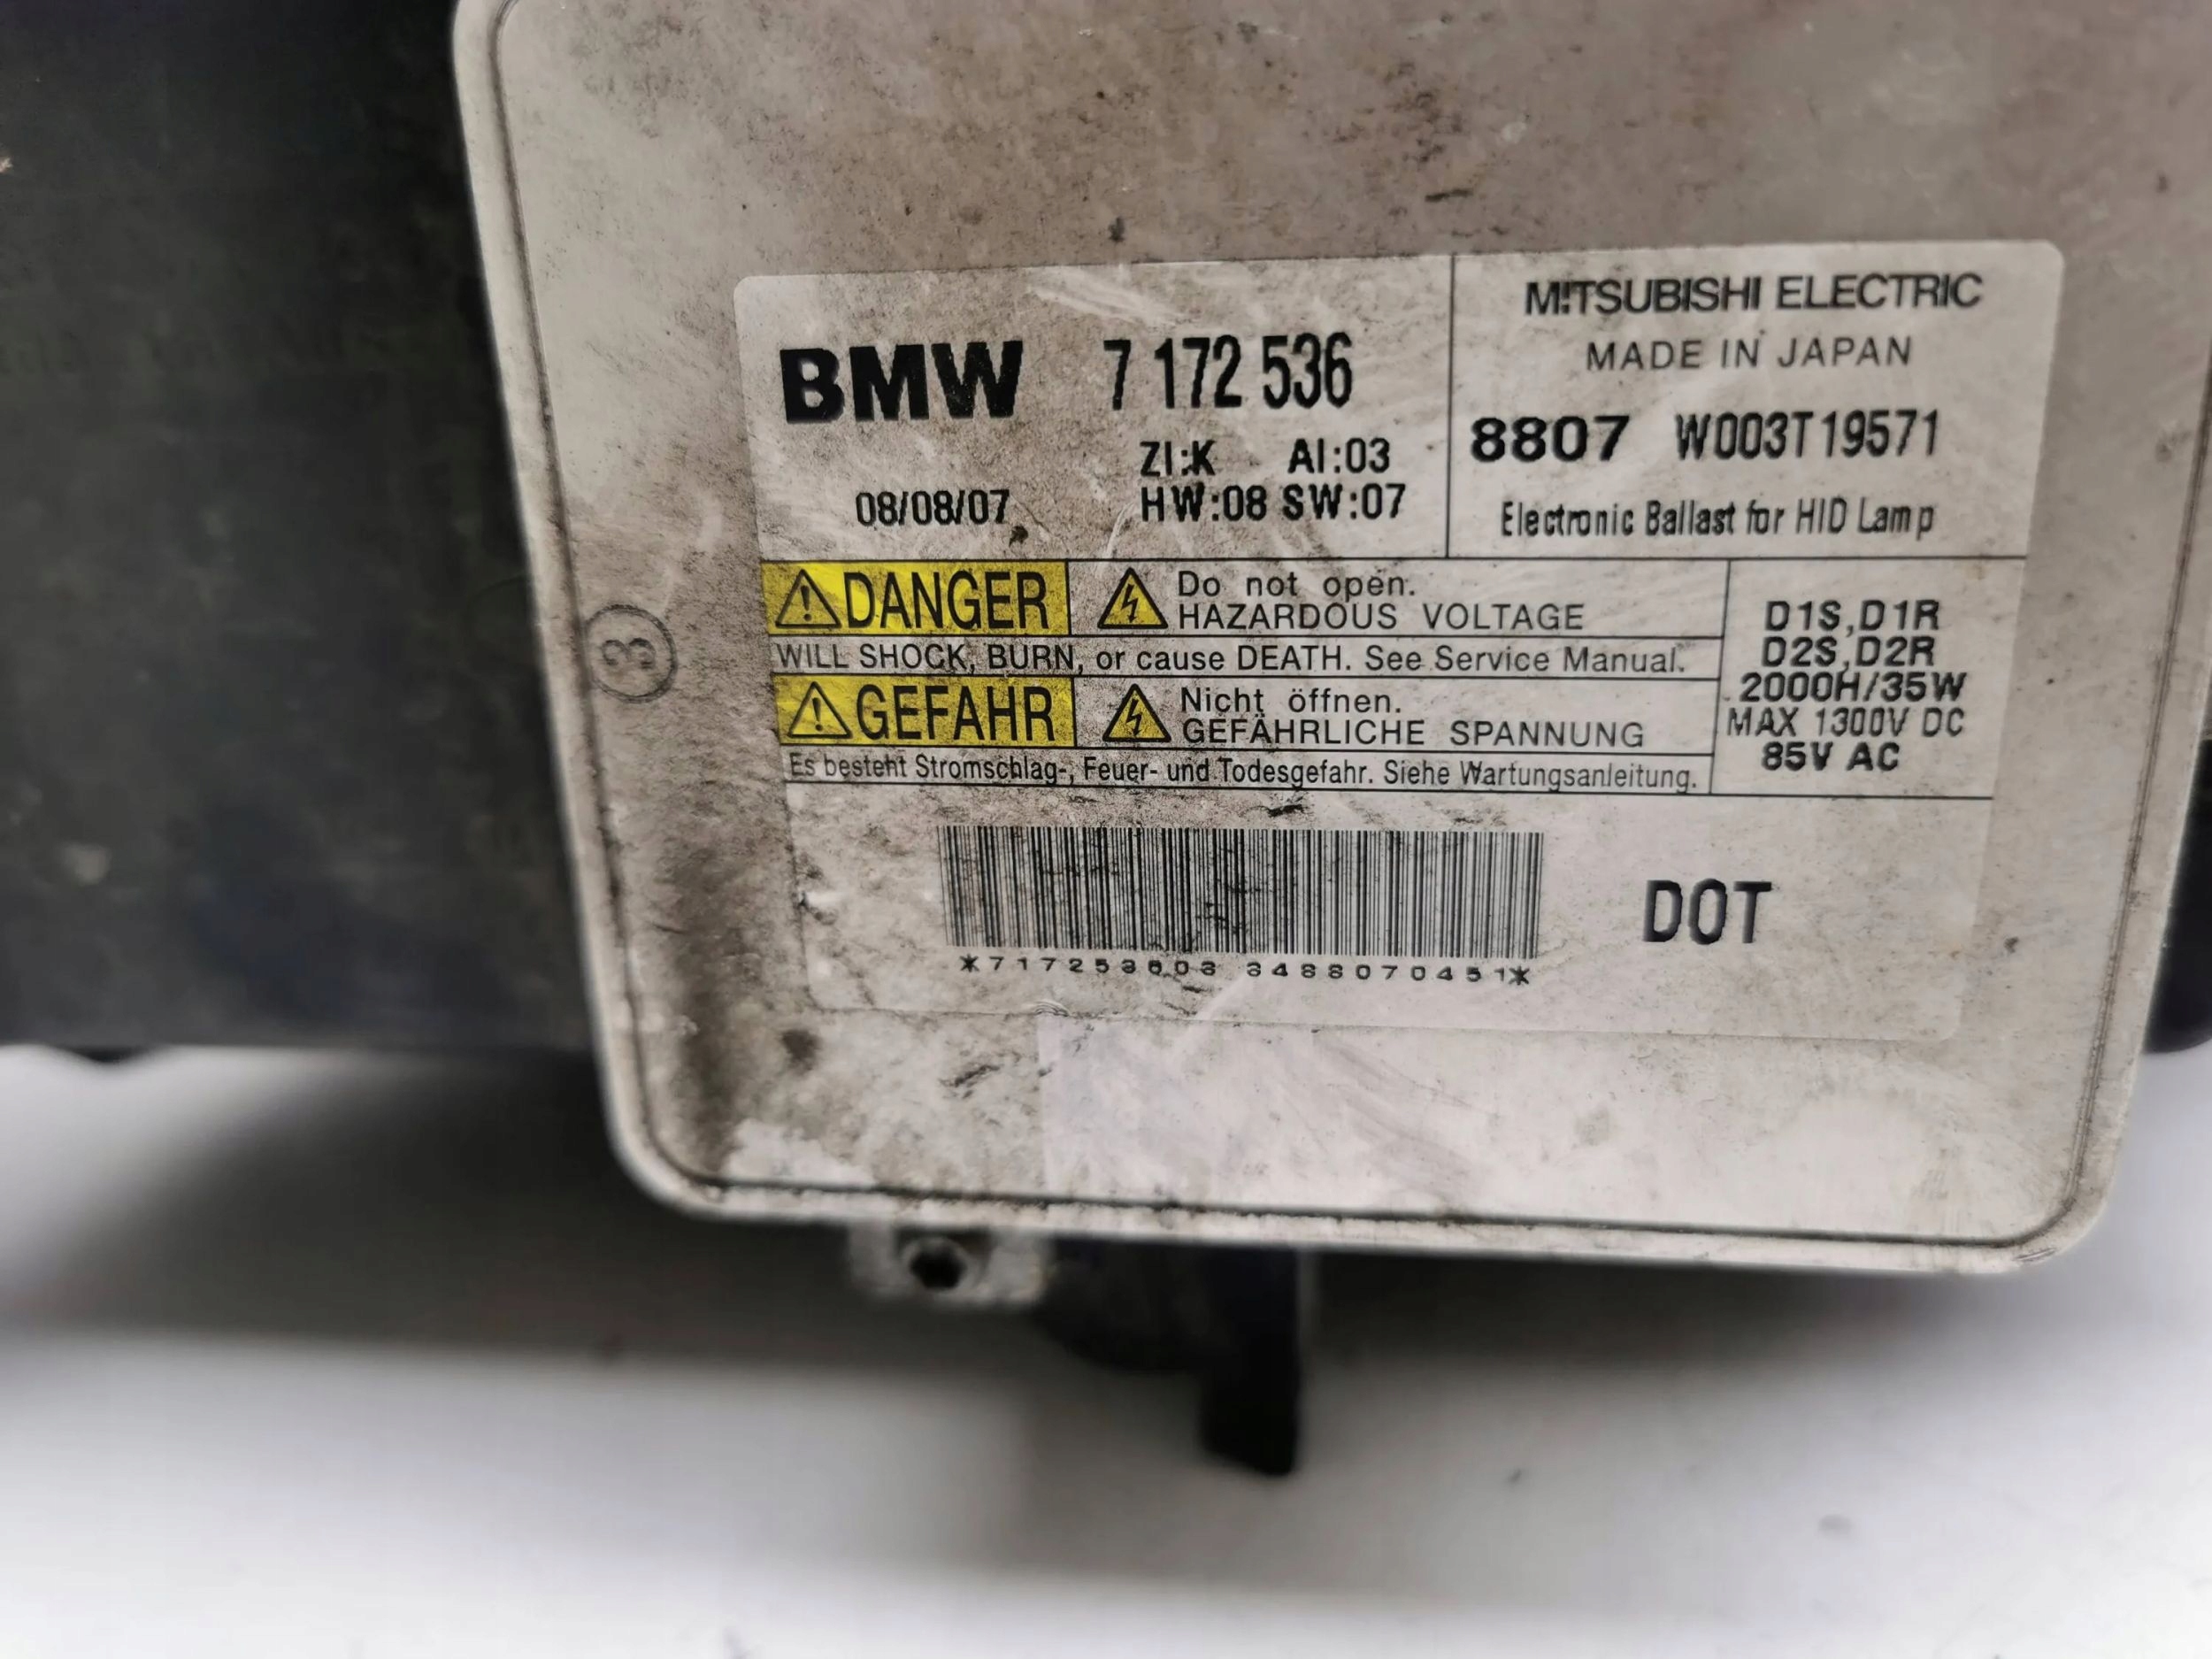 BMW 7 172 536
ZI:K AI:03
08/08/07 HW:08 SW:07
MITSUBISHI ELECTRIC
MADE IN JAPAN
8807 W003T19571
Electronic Ballast for HID Lamp
DANGER Do not open.
HAZARDOUS VOLTAGE
WILL SHOCK, BURN, or cause DEATH. See Service Manual.
GEFAHR Nicht öffnen.
GEFÄHRLICHE SPANNUNG
Es besteht Stromschlag-, Feuer- und Todesgefahr. Siehe Wartungsanleitung.
D1S,D1R
D2S,D2R
2000H/35W
MAX 1300V DC
85V AC
*717253603 3488070451*
DOT
3